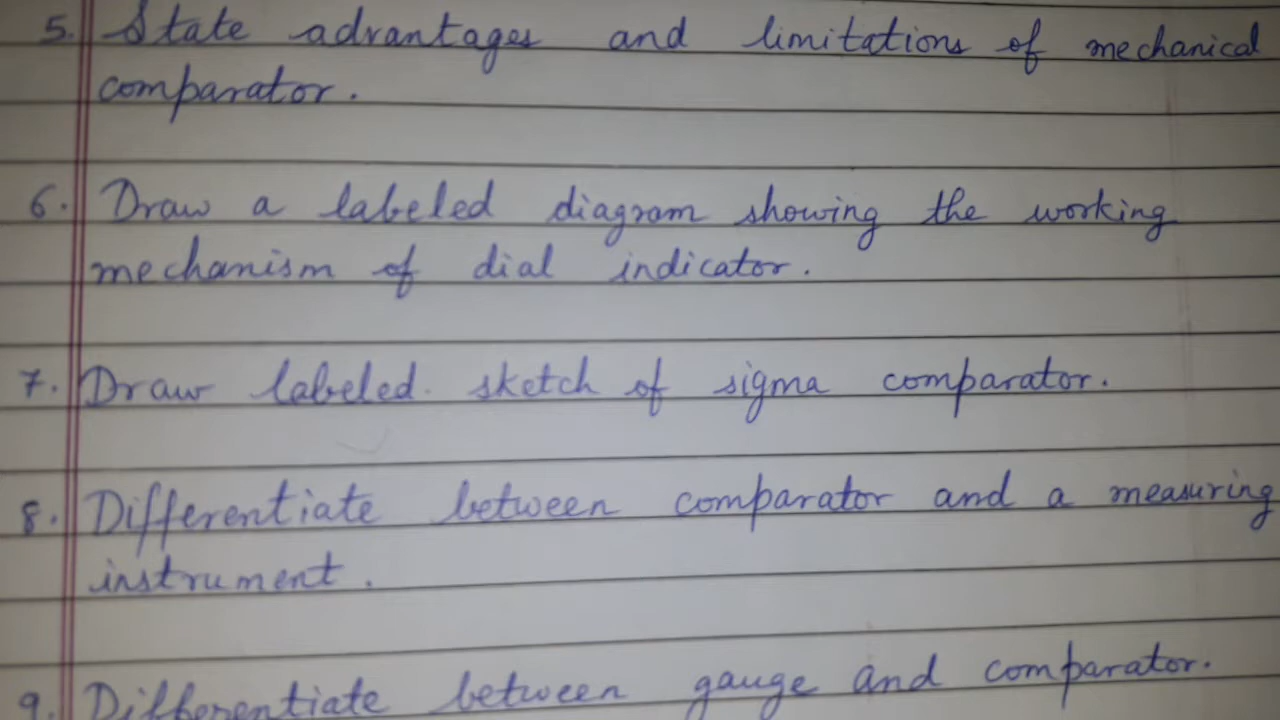 5. State advantages and limitations of mechanical
comparator.
6. Draw a labeled diagram showing the working
mechanism of dial indicator.
7. Draw labeled sketch of sigma comparator.
8. Differentiate between comparator and a measuring
instrument.
9. Differentiate between gauge and comparator.